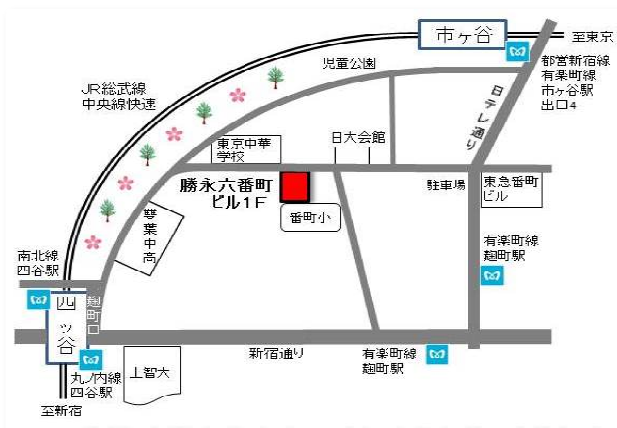 市ヶ谷
至東京
児童公園
都営新宿線
有楽町線
市ヶ谷駅
出口4
JR総武線
中央線快速
日テレ通り
東京中華
学校
日大会館
勝永六番町
ビル1F
駐車場
東急番町
ビル
番町小
雙葉中高
南北線
四谷駅
有楽町線
麹町駅
麹町口
四ッ谷
新宿通り
有楽町線
麹町駅
上智大
丸ノ内線
四谷駅
至新宿